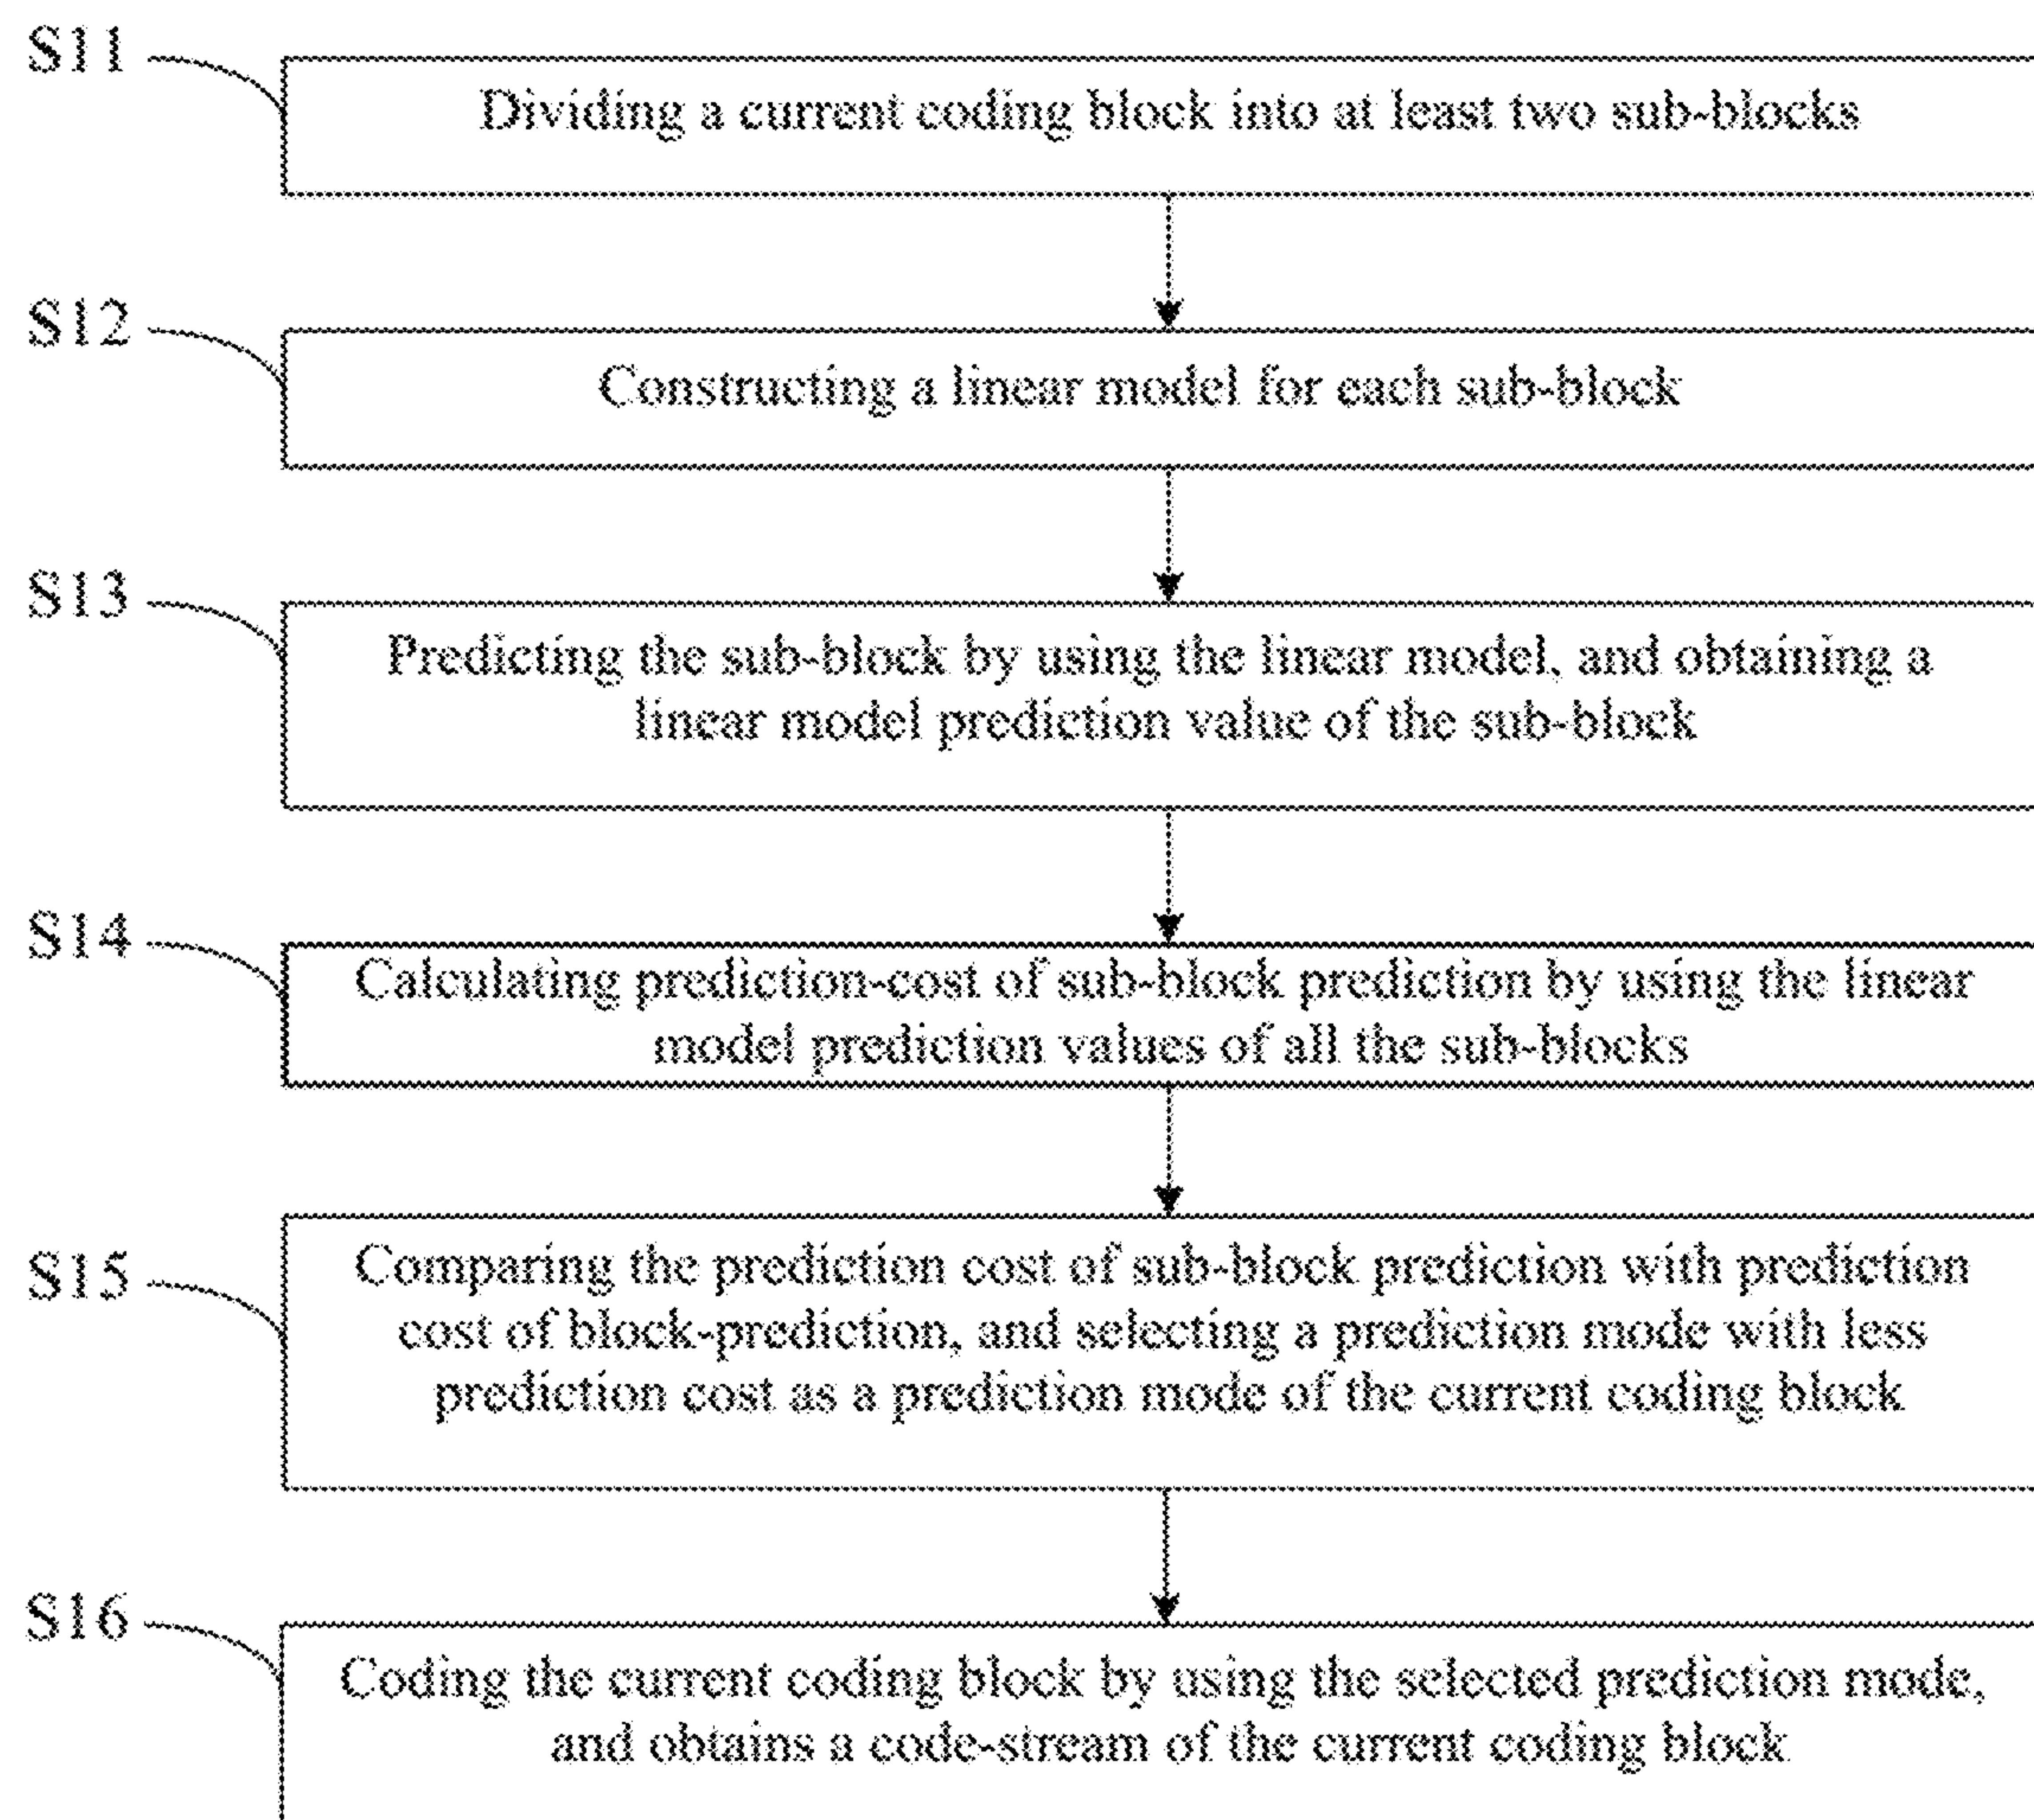 S11
Dividing a current coding block into at least two sub-blocks
S12
Constructing a linear model for each sub-block
S13
Predicting the sub-block by using the linear model, and obtaining a
linear model prediction value of the sub-block
S14
Calculating prediction-cost of sub-block prediction by using the linear
model prediction values of all the sub-blocks
S15
Comparing the prediction cost of sub-block prediction with prediction
cost of block-prediction, and selecting a prediction mode with less
prediction cost as a prediction mode of the current coding block
S16
Coding the current coding block by using the selected prediction mode,
and obtains a code-stream of the current coding block